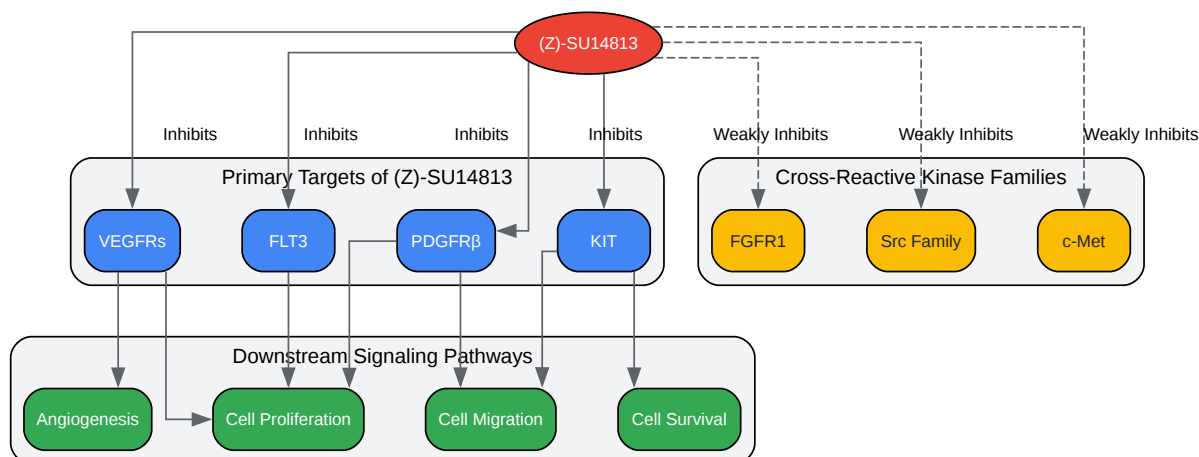 (Z)-SU14813
Inhibits
Inhibits
Inhibits
Inhibits
Weakly Inhibits
Weakly Inhibits
Weakly Inhibits
Primary Targets of (Z)-SU14813
Cross-Reactive Kinase Families
VEGFRs
FLT3
PDGFRβ
KIT
FGFR1
Src Family
c-Met
Downstream Signaling Pathways
Angiogenesis
Cell Proliferation
Cell Migration
Cell Survival